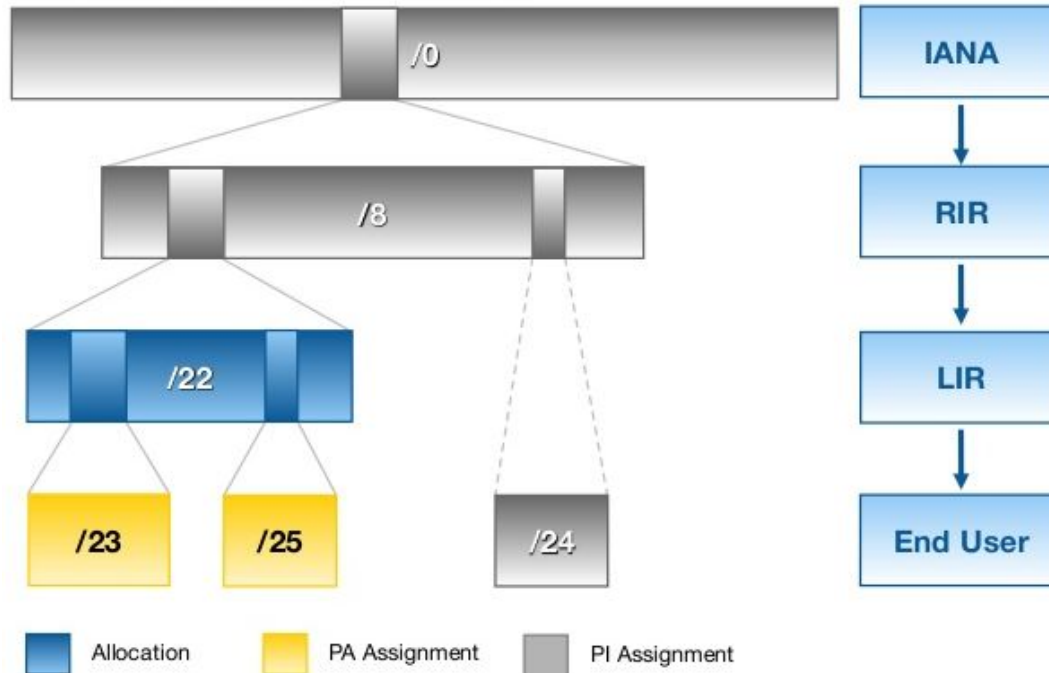 /0
IANA
/8
RIR
/22
LIR
/23
/25
/24
End User
Allocation
PA Assignment
PI Assignment